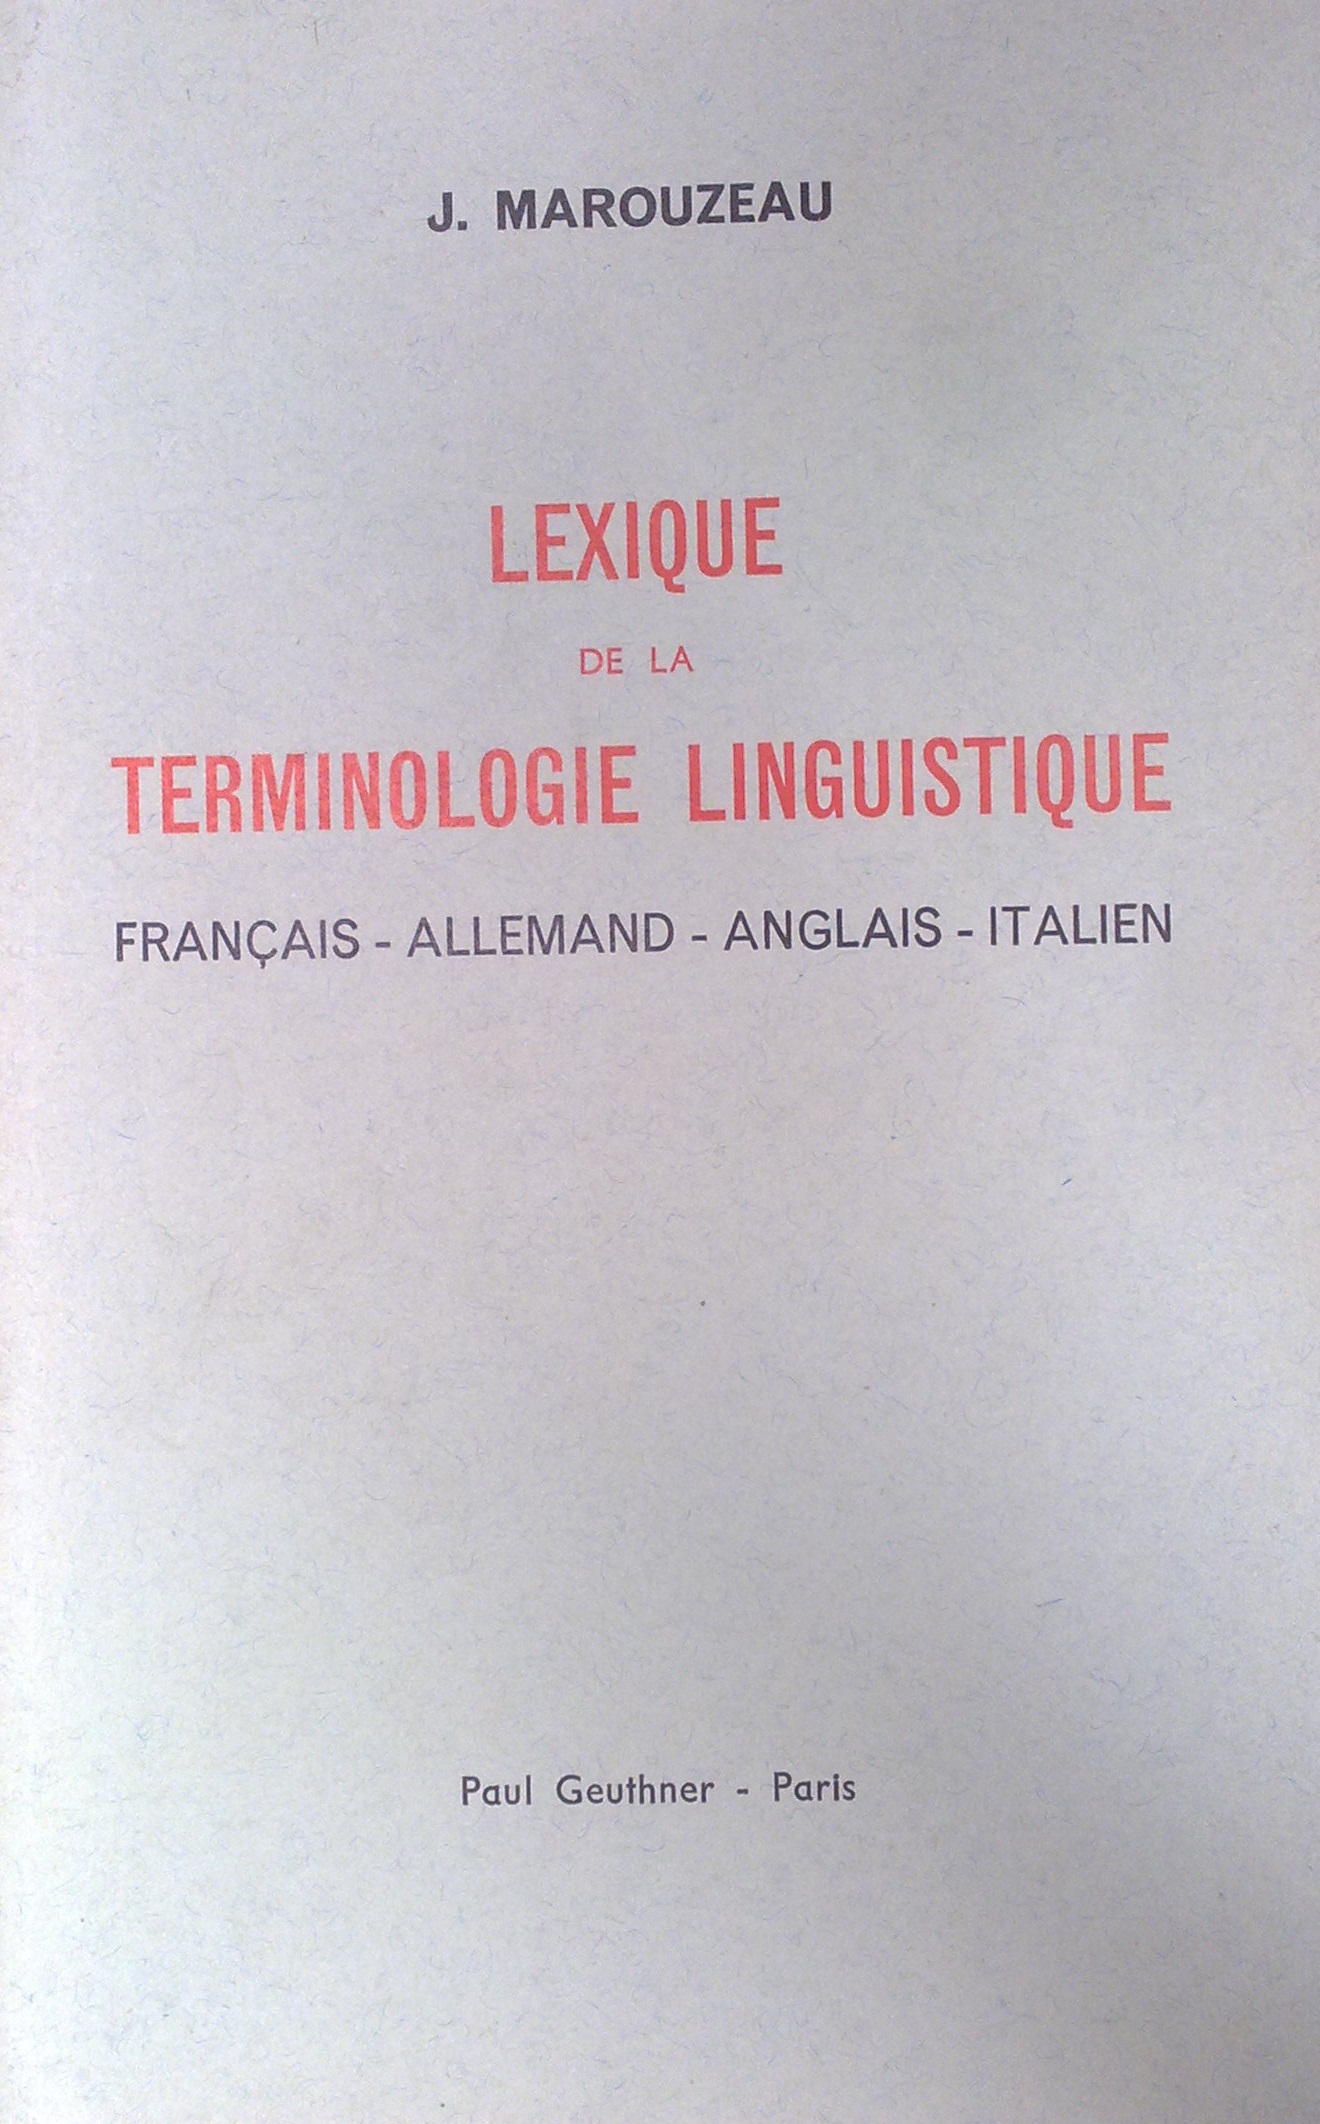 J. MAROUZEAU
LEXIQUE
DE LA
TERMINOLOGIE LINGUISTIQUE
FRANÇAIS - ALLEMAND - ANGLAIS - ITALIEN
Paul Geuthner - Paris